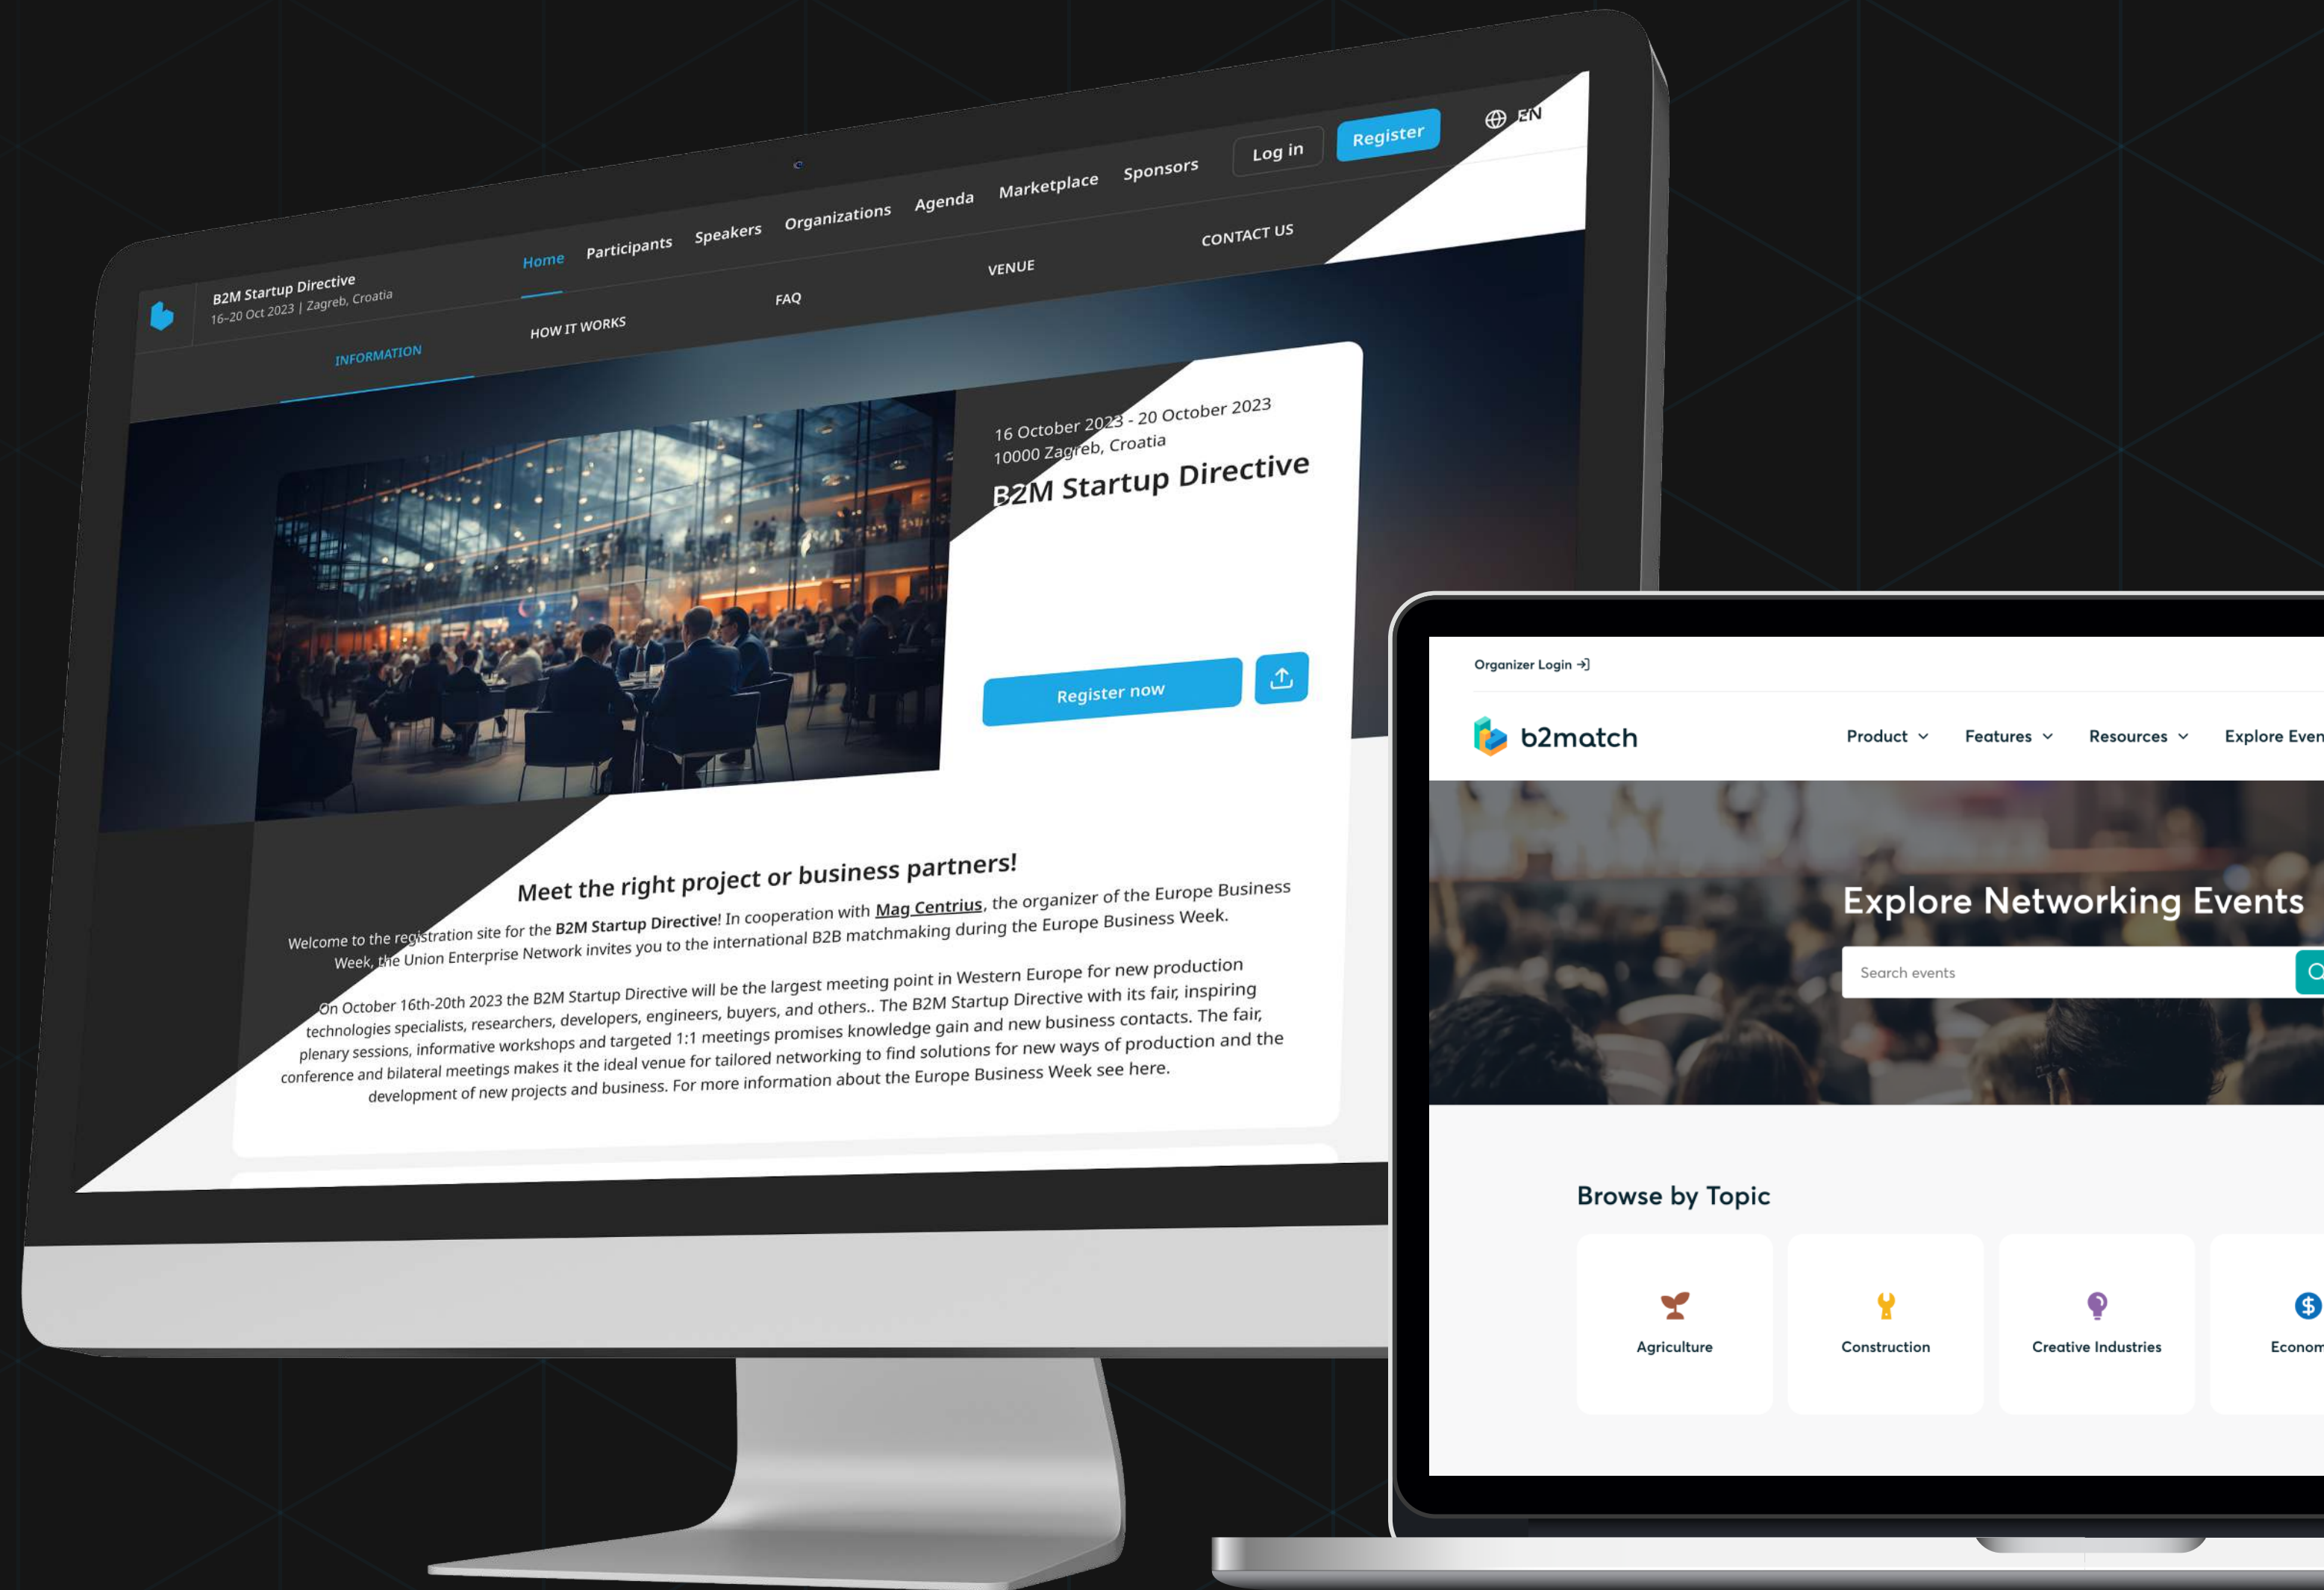 B2M Startup Directive
16–20 Oct 2023 | Zagreb, Croatia
Home Participants Speakers Organizations Agenda Marketplace Sponsors Log in Register EN
INFORMATION HOW IT WORKS FAQ VENUE CONTACT US
16 October 2023 - 20 October 2023
10000 Zagreb, Croatia
B2M Startup Directive
Register now
Meet the right project or business partners!
Welcome to the registration site for the B2M Startup Directive! In cooperation with Mag Centrius, the organizer of the Europe Business
Week, the Union Enterprise Network invites you to the international B2B matchmaking during the Europe Business Week.
On October 16th-20th 2023 the B2M Startup Directive will be the largest meeting point in Western Europe for new production
technologies specialists, researchers, developers, engineers, buyers, and others.. The B2M Startup Directive with its fair, inspiring
plenary sessions, informative workshops and targeted 1:1 meetings promises knowledge gain and new business contacts. The fair,
conference and bilateral meetings makes it the ideal venue for tailored networking to find solutions for new ways of production and the
development of new projects and business. For more information about the Europe Business Week see here.
Organizer Login
b2match
Product Features Resources Explore Even
Explore Networking Events
Search events
Browse by Topic
Agriculture Construction Creative Industries Econom